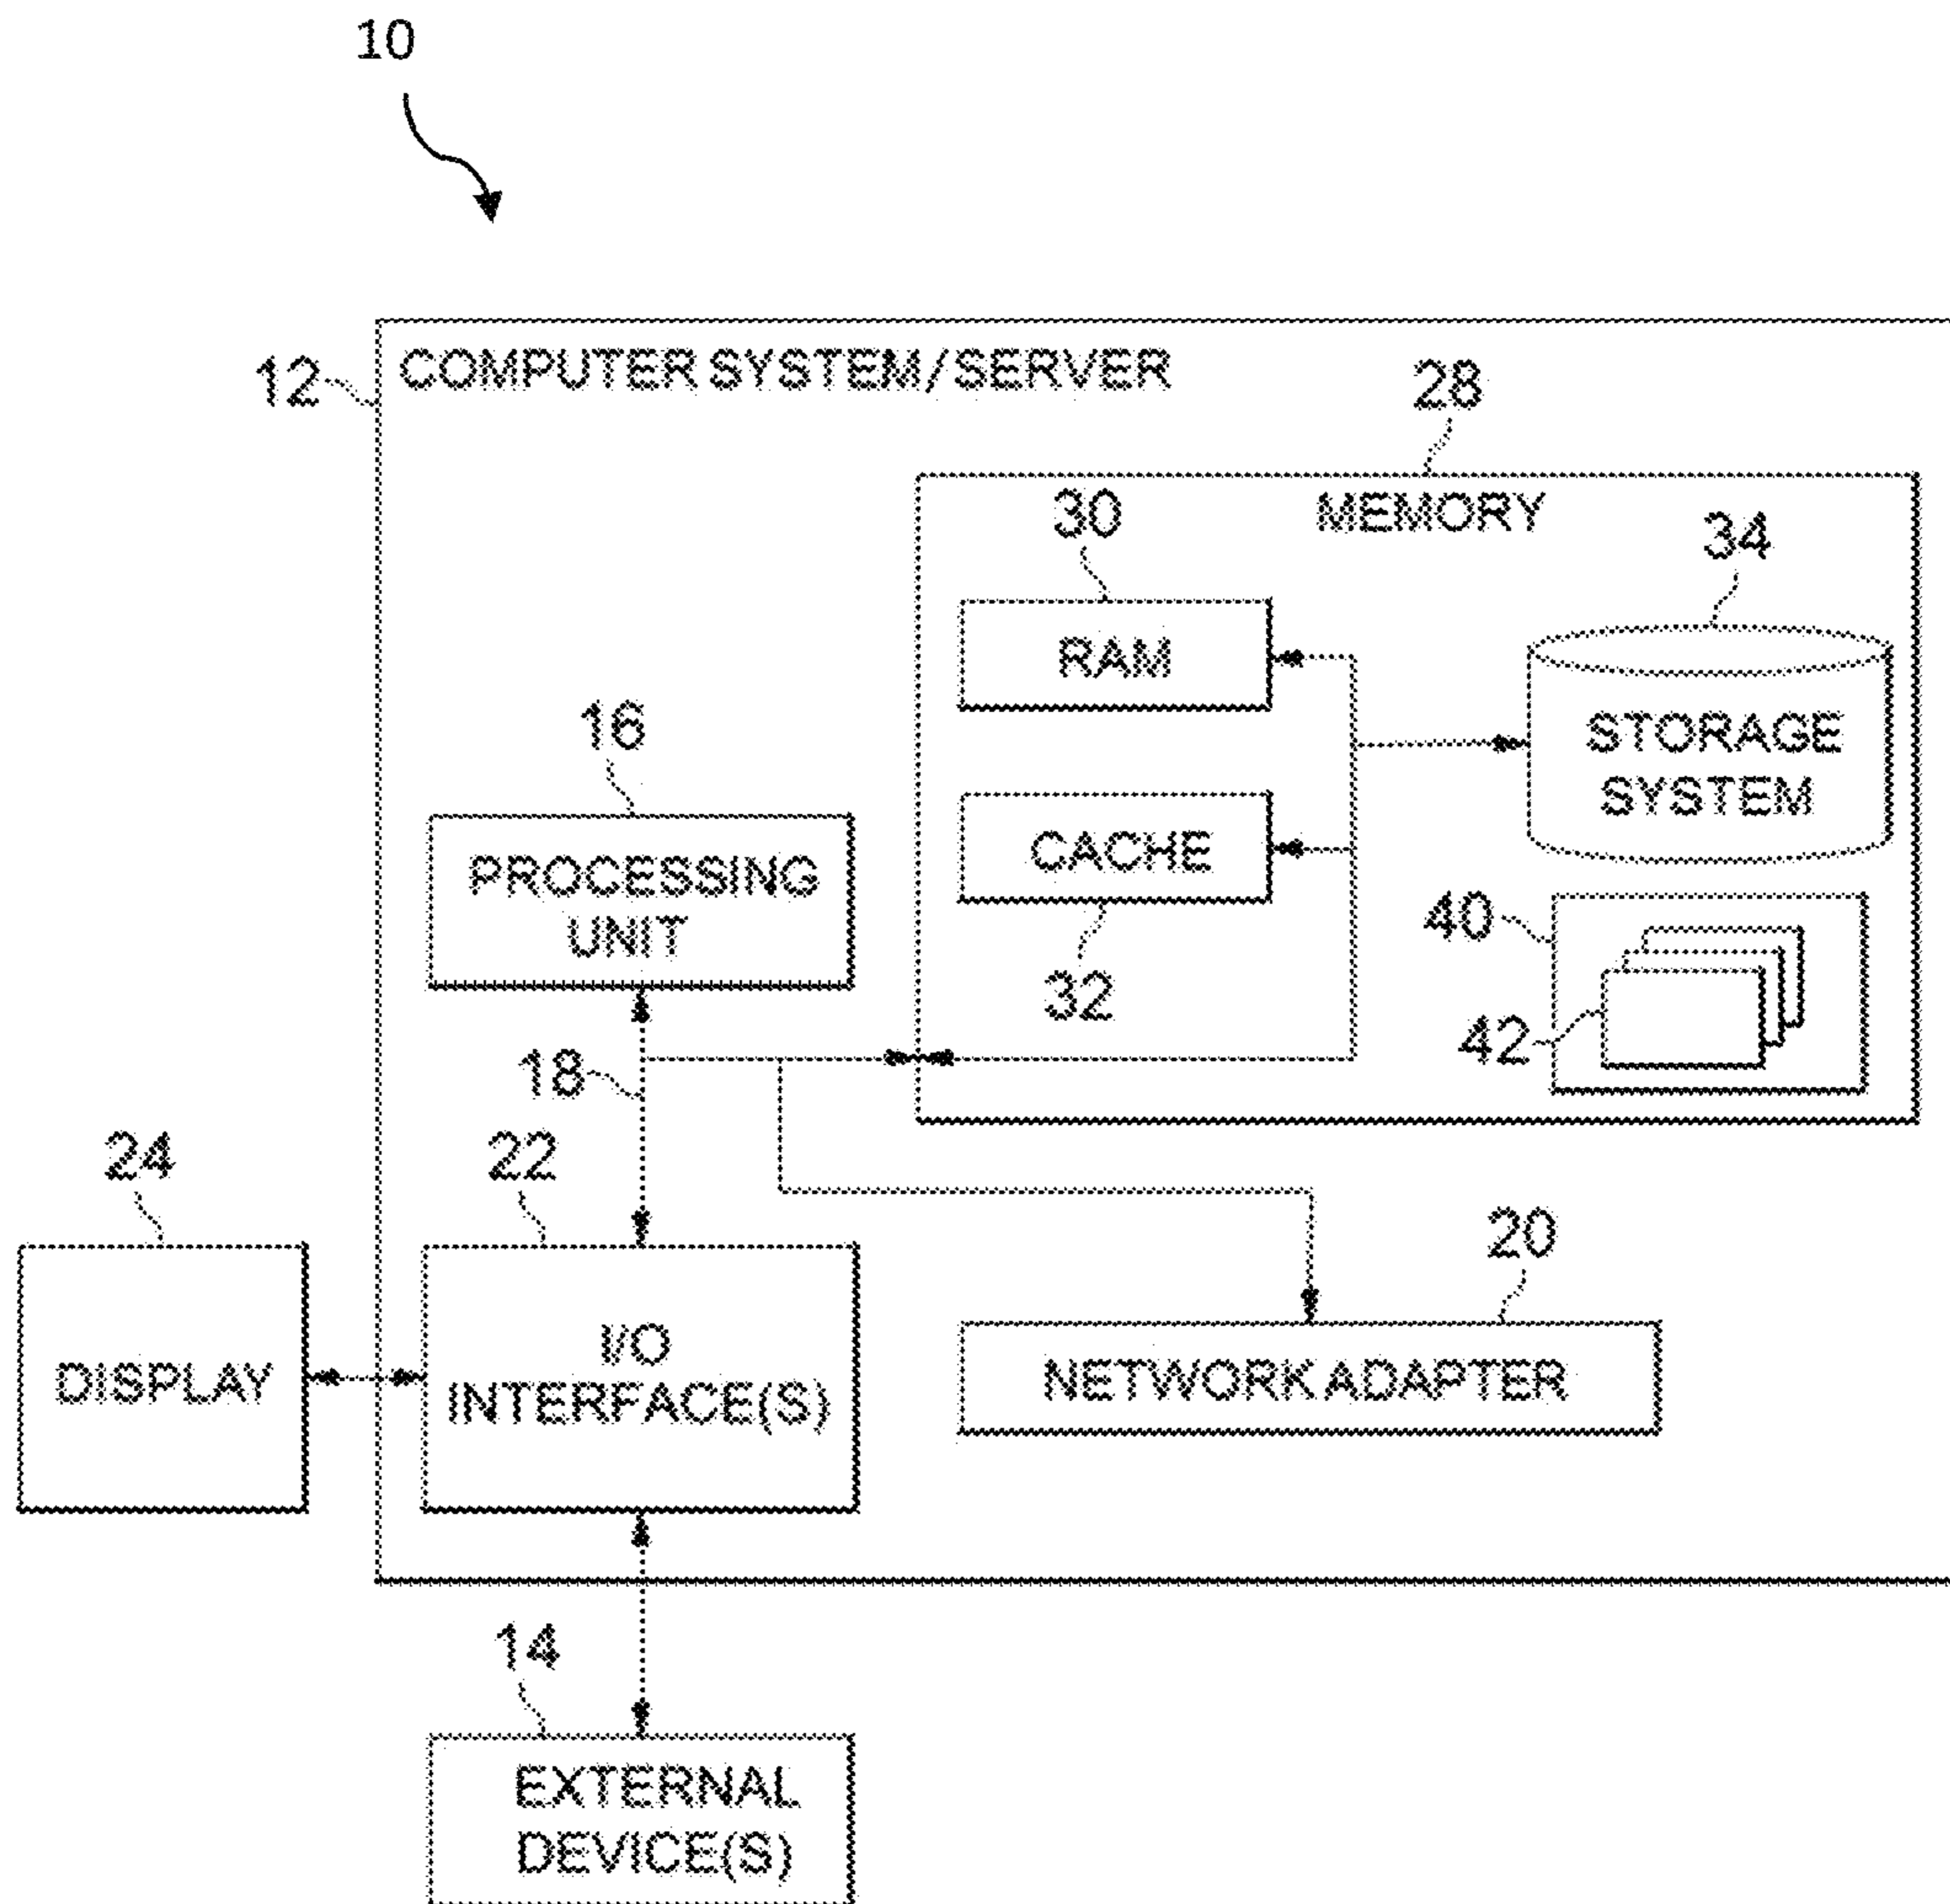 10
12
COMPUTER SYSTEM/SERVER
28
MEMORY
30
34
RAM
STORAGE
SYSTEM
16
PROCESSING
UNIT
CACHE
32
40
42
18
24
22
20
DISPLAY
I/O
INTERFACE(S)
NETWORK ADAPTER
14
EXTERNAL
DEVICE(S)